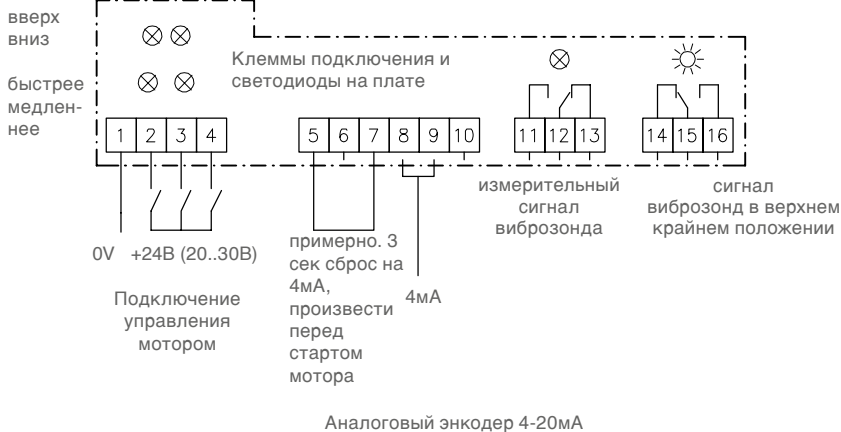 вверх
вниз
быстрее
медлен-
нее
Клеммы подключения и
светодиоды на плате
1 2 3 4
5 6 7 8 9 10
11 12 13
14 15 16
0V +24В (20..30В)
Подключение
управления
мотором
примерно. 3
сек сброс на
4мА,
произвести
перед
стартом
мотора
4мА
измерительный
сигнал
виброзонда
сигнал
виброзонд в верхнем
крайнем положении
Аналоговый энкодер 4-20мА